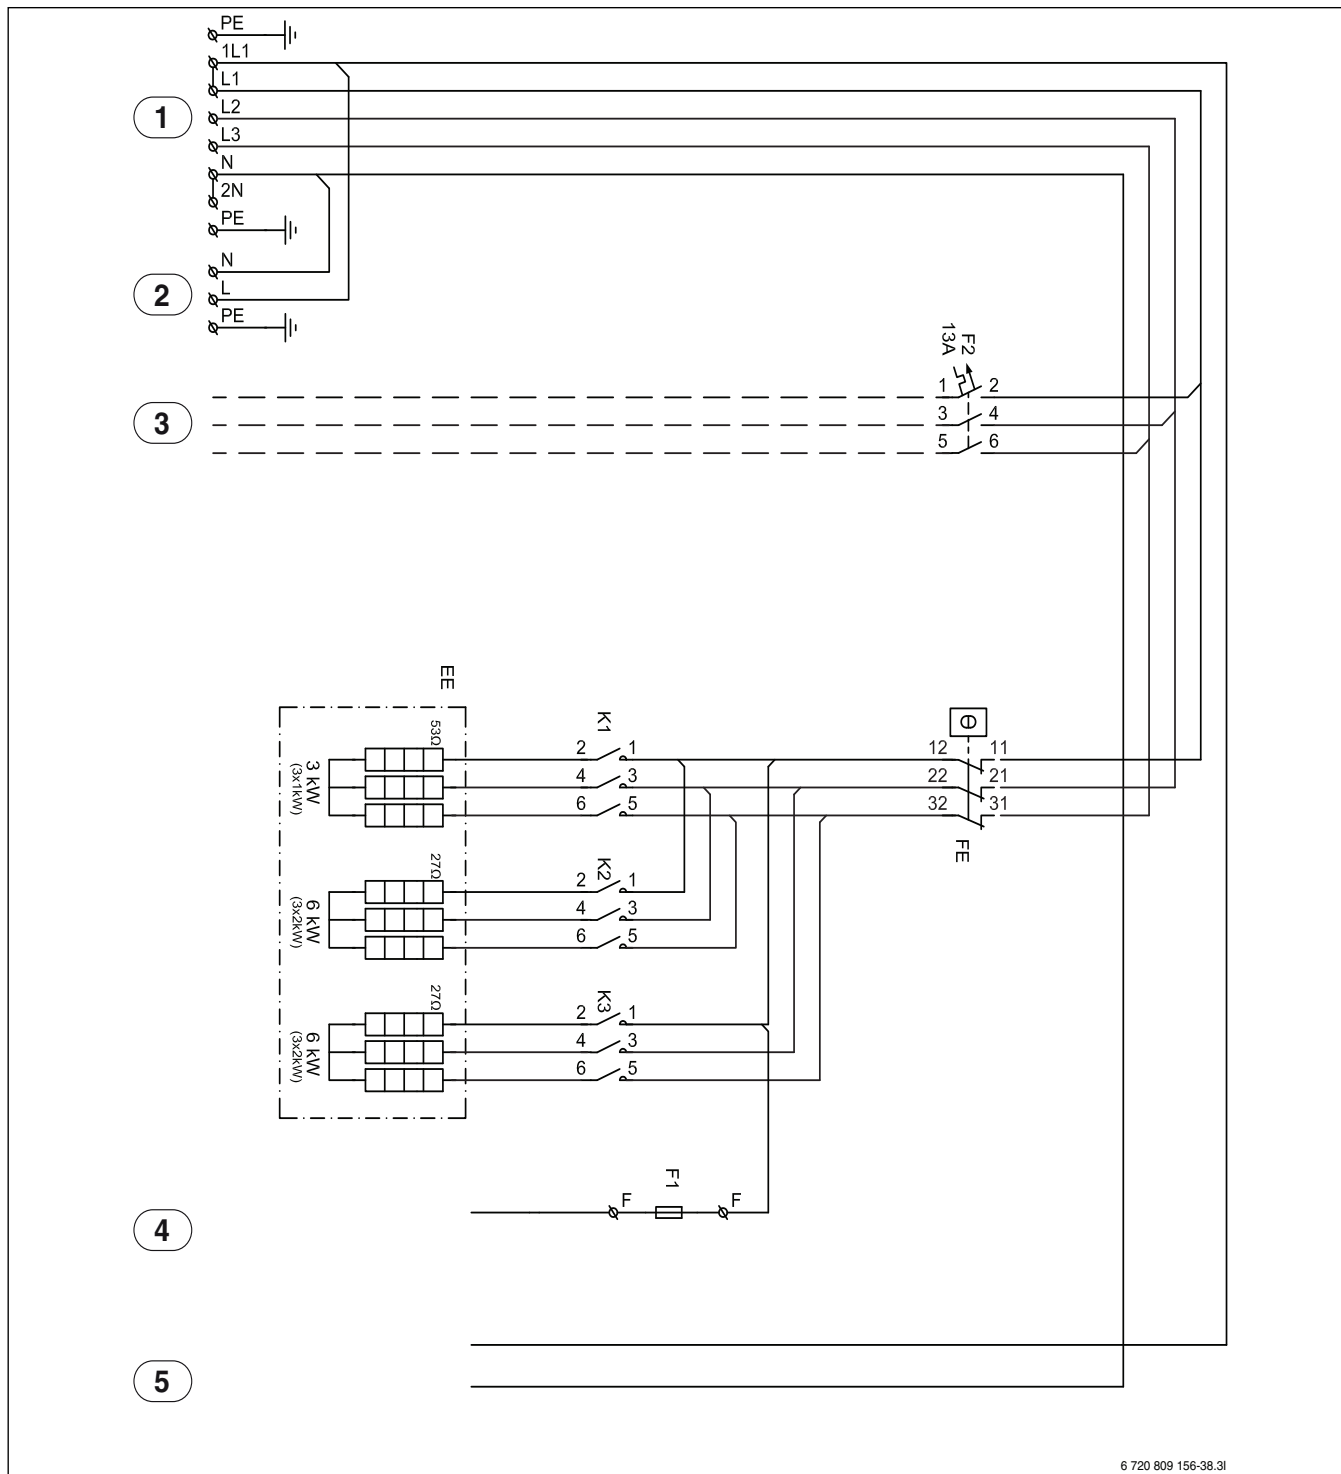 PE
1L1
L1
1
L2
L3
N
2N
PE
N
2
L
PE
F2
13A
3
1 2
3 4
5 6
EE
53Ω
3 kW
(3x1kW)
K1
2 1
4 3
6 5
12 11
22 21
32 31
FE
27Ω
6 kW
(3x2kW)
K2
2 1
4 3
6 5
27Ω
6 kW
(3x2kW)
K3
2 1
4 3
6 5
F1
F F
4
5
6 720 809 156-38.3I